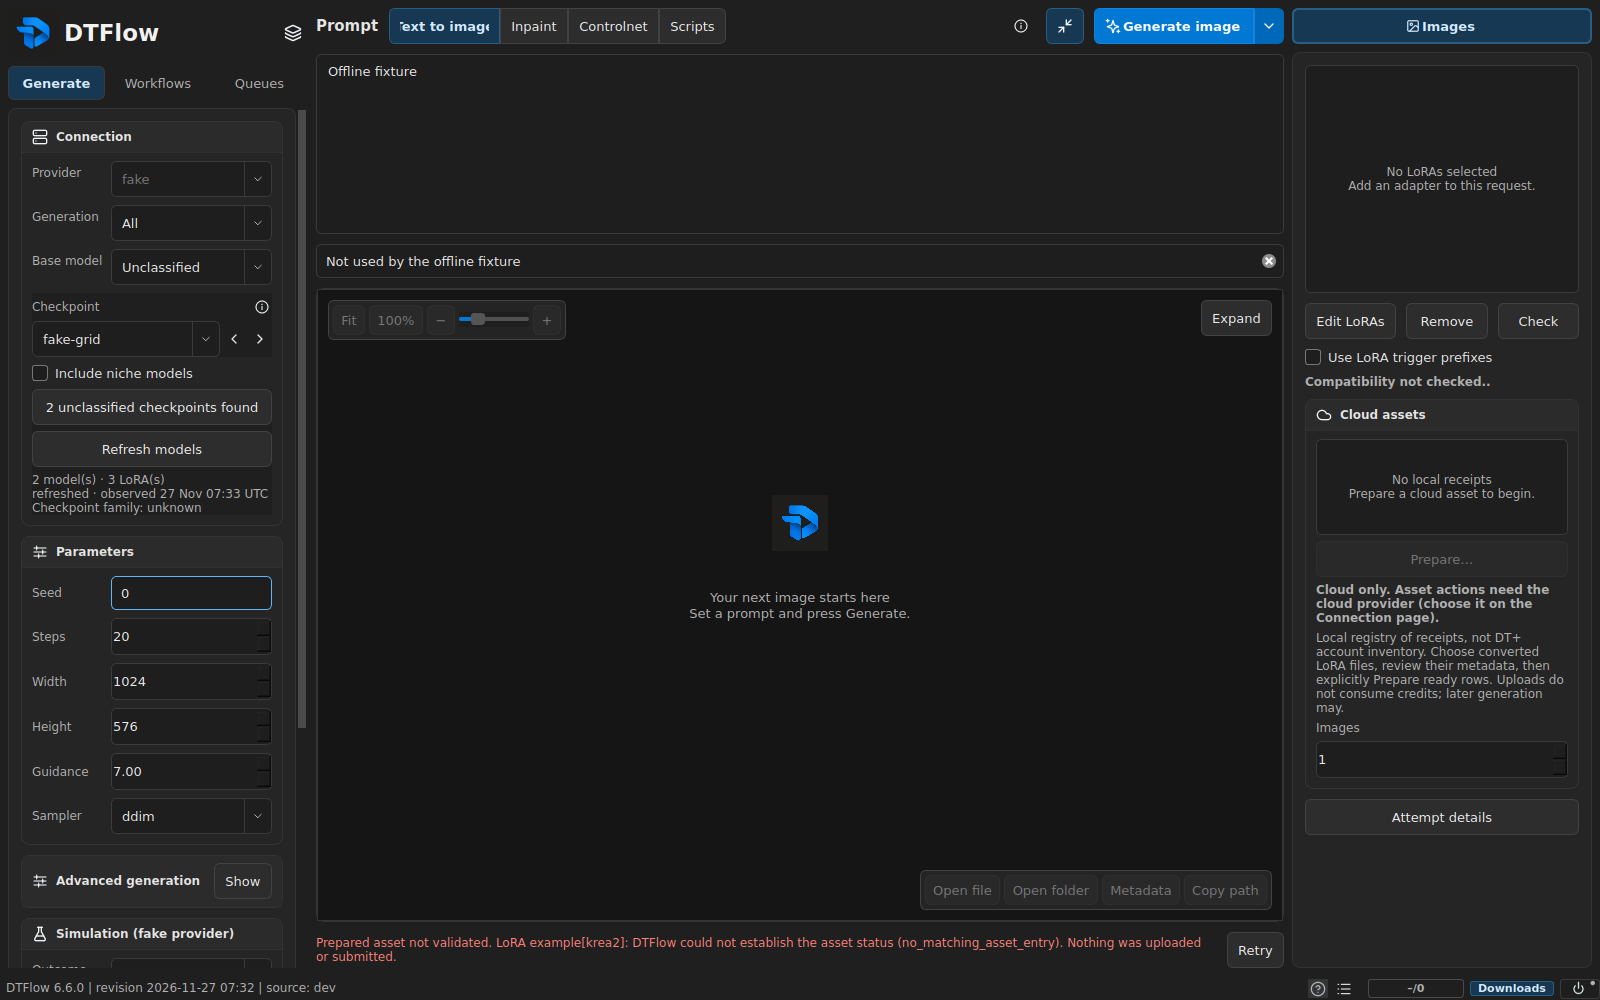 DTFlow
Generate
Workflows
Queues
Connection
Provider
fake
Generation
All
Base model
Unclassified
Checkpoint
fake-grid
Include niche models
2 unclassified checkpoints found
Refresh models
2 model(s) · 3 LoRA(s)
refreshed · observed 27 Nov 07:33 UTC
Checkpoint family: unknown
Parameters
Seed
0
Steps
20
Width
1024
Height
576
Guidance
7.00
Sampler
ddim
Advanced generation
Show
Simulation (fake provider)
Prompt
Text to image
Inpaint
Controlnet
Scripts
Generate image
Offline fixture
Not used by the offline fixture
Fit
100%
−
+
Expand
Your next image starts here
Set a prompt and press Generate.
Open file
Open folder
Metadata
Copy path
Prepared asset not validated. LoRA example[krea2]: DTFlow could not establish the asset status (no_matching_asset_entry). Nothing was uploaded
or submitted.
Retry
Images
No LoRAs selected
Add an adapter to this request.
Edit LoRAs
Remove
Check
Use LoRA trigger prefixes
Compatibility not checked..
Cloud assets
No local receipts
Prepare a cloud asset to begin.
Prepare...
Cloud only. Asset actions need the
cloud provider (choose it on the
Connection page).
Local registry of receipts, not DT+
account inventory. Choose converted
LoRA files, review their metadata, then
explicitly Prepare ready rows. Uploads do
not consume credits; later generation
may.
Images
1
Attempt details
DTFlow 6.6.0 | revision 2026-11-27 07:32 | source: dev
-/0
Downloads